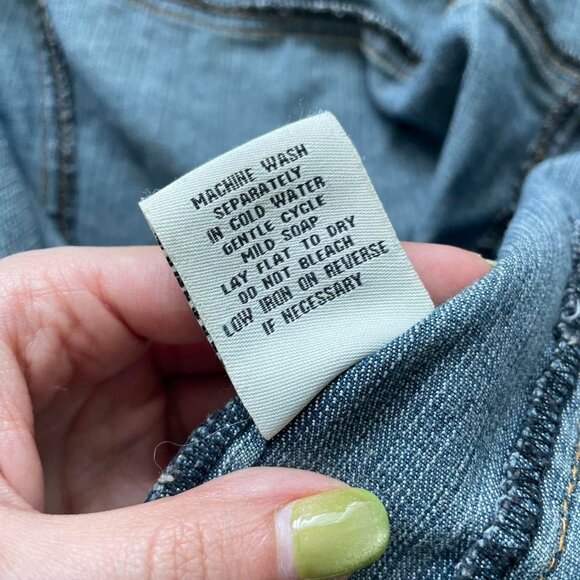 MACHINE WASH
SEPARATELY
IN COLD WATER
GENTLE CYCLE
MILD SOAP
LAY FLAT TO DRY
DO NOT BLEACH
LOW IRON ON REVERSE
IF NECESSARY